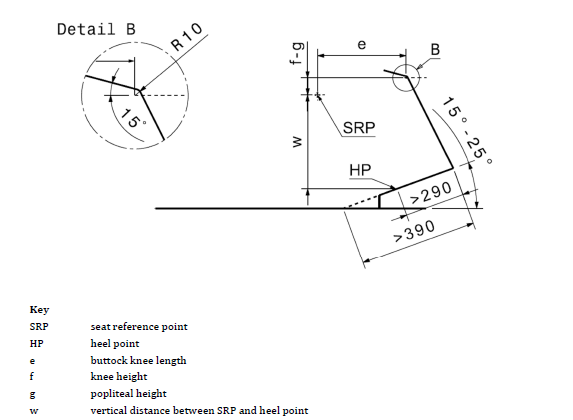 Detail B
R10
15°
f-g
e
B
15°-25°
SRP
w
HP
>290
>390
Key
SRP seat reference point
HP heel point
e buttock knee length
f knee height
g popliteal height
w vertical distance between SRP and heel point